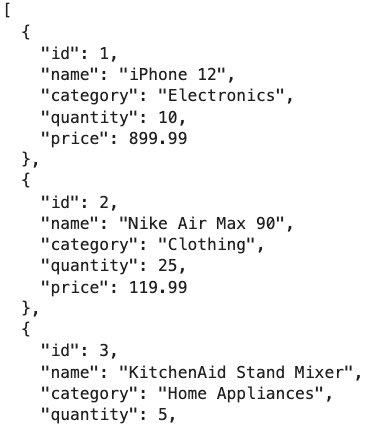 [
  {
    "id": 1,
    "name": "iPhone 12",
    "category": "Electronics",
    "quantity": 10,
    "price": 899.99
  },
  {
    "id": 2,
    "name": "Nike Air Max 90",
    "category": "Clothing",
    "quantity": 25,
    "price": 119.99
  },
  {
    "id": 3,
    "name": "KitchenAid Stand Mixer",
    "category": "Home Appliances",
    "quantity": 5,